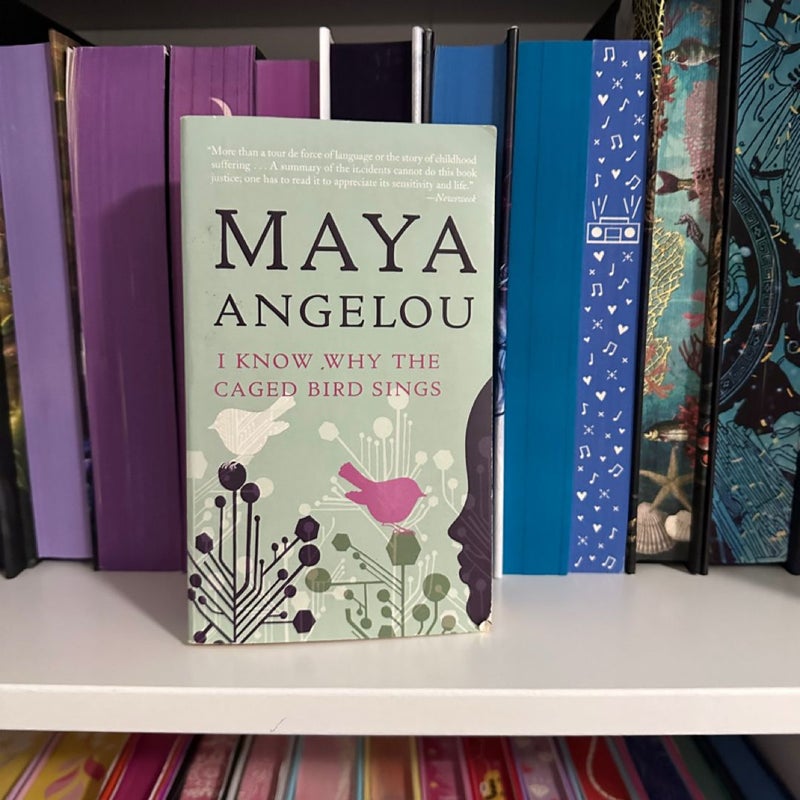 "More than a tour de force of language or the story of childhood
suffering . . . A summary of the incidents cannot do this book
justice; one has to read it to appreciate its sensitivity and life."
—Newsweek
MAYA
ANGELOU
I KNOW WHY THE
CAGED BIRD SINGS